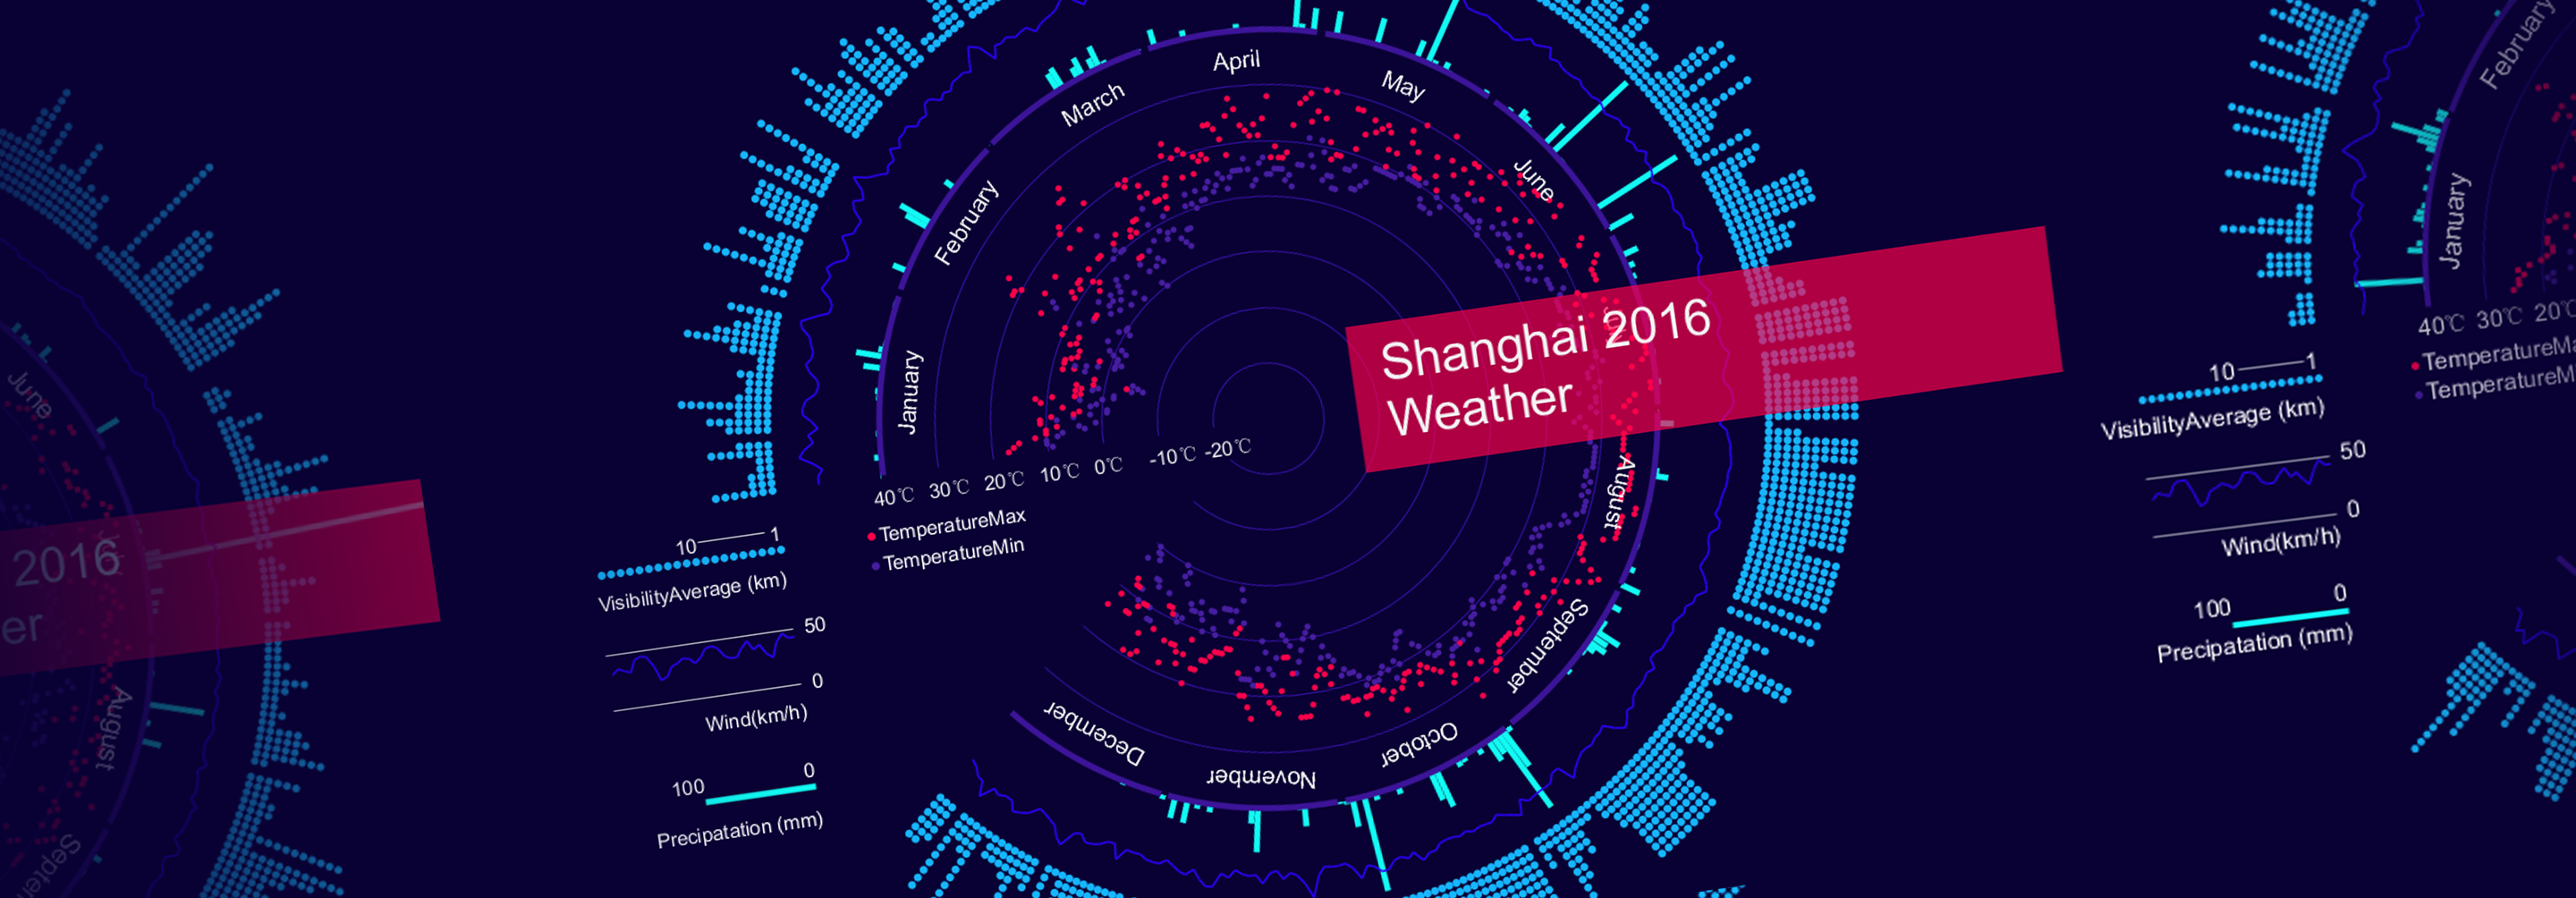 2016
er
June
August
Septem
January
February
March
April
May
June
August
September
October
November
December
Shanghai 2016
Weather
40℃ 30℃ 20℃ 10℃ 0℃ -10℃ -20℃
TemperatureMax
TemperatureMin
10 1
VisibilityAverage (km)
50
0
Wind(km/h)
100 0
Precipatation (mm)
February
January
40℃ 30℃ 20℃
TemperatureMa
TemperatureM
10 1
VisibilityAverage (km)
50
0
Wind(km/h)
100 0
Precipatation (mm)